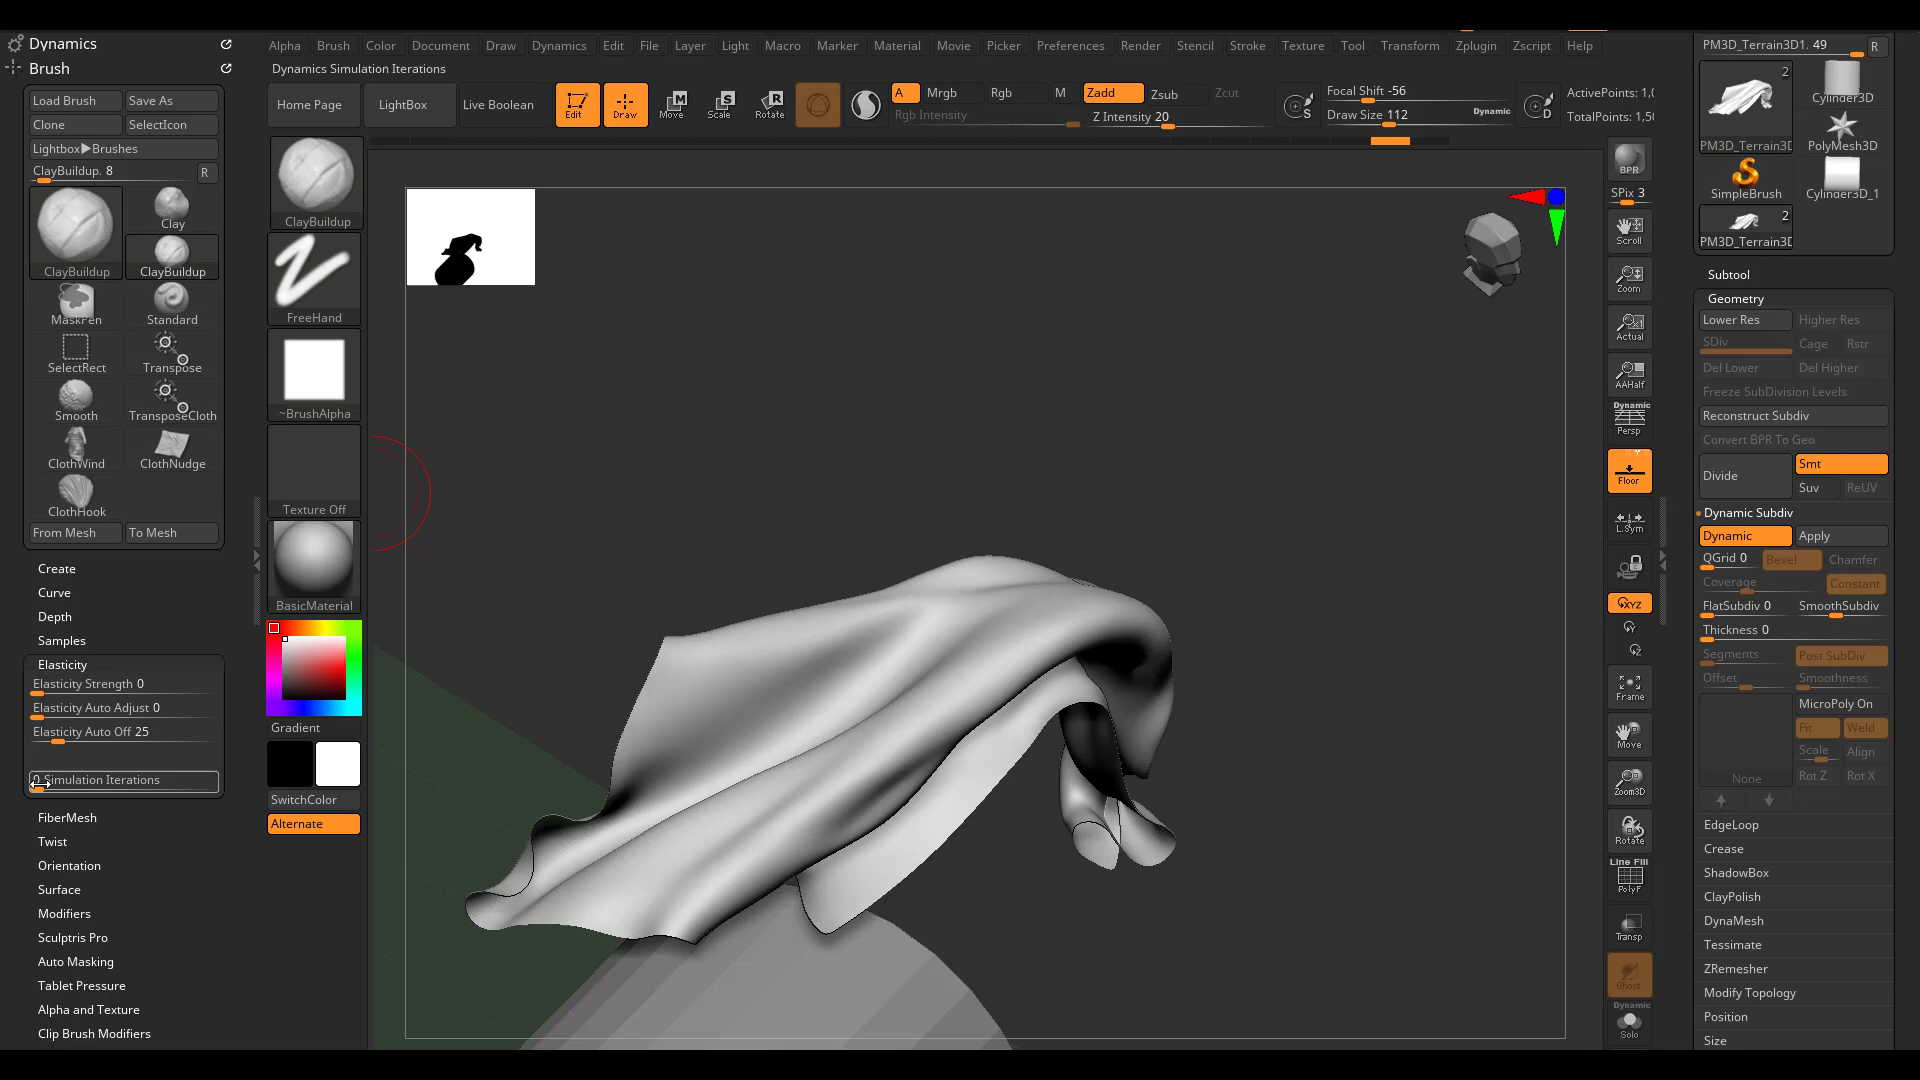 Dynamics
Brush
Load Brush Save As
Clone SelectIcon
Lightbox▶Brushes
ClayBuildup. 8 R
Clay
ClayBuildup ClayBuildup
MaskPen Standard
SelectRect Transpose
Smooth TransposeCloth
ClothWind ClothNudge
ClothHook
From Mesh To Mesh
Create
Curve
Depth
Samples
Elasticity
Elasticity Strength 0
Elasticity Auto Adjust 0
Elasticity Auto Off 25
0 Simulation Iterations
FiberMesh
Twist
Orientation
Surface
Modifiers
Sculptris Pro
Auto Masking
Tablet Pressure
Alpha and Texture
Clip Brush Modifiers
Alpha Brush Color Document Draw Dynamics Edit File Layer Light Macro Marker Material Movie Picker Preferences Render Stencil Stroke Texture Tool Transform Zplugin Zscript Help
Dynamics Simulation Iterations
Home Page LightBox Live Boolean Edit Draw Move Scale Rotate
A Mrgb Rgb M Zadd Zsub Zcut
Rgb Intensity Z Intensity 20
S Focal Shift -56
Draw Size 112 Dynamic
D ActivePoints: 1,0
TotalPoints: 1,50
ClayBuildup
FreeHand
~BrushAlpha
Texture Off
BasicMaterial
Gradient
SwitchColor
Alternate
BPR
SPix 3
Scroll
Zoom
Actual
AAHalf
Dynamic
Persp
Floor
L.Sym
XYZ
Y
Z
Frame
Move
Zoom3D
Rotate
Line Fill
PolyF
Transp
Ghost
Dynamic
Solo
PM3D_Terrain3D1. 49 R
2
Cylinder3D
PM3D_Terrain3D PolyMesh3D
SimpleBrush Cylinder3D_1
2
PM3D_Terrain3D
Subtool
Geometry
Lower Res Higher Res
SDiv Cage Rstr
Del Lower Del Higher
Freeze SubDivision Levels
Reconstruct Subdiv
Convert BPR To Geo
Divide Smt
Suv ReUV
Dynamic Subdiv
Dynamic Apply
QGrid 0 Bevel Chamfer
Coverage Constant
FlatSubdiv 0 SmoothSubdiv
Thickness 0
Segments Post SubDiv
Offset Smoothness
MicroPoly On
Fit Weld
Scale Align
None Rot Z Rot X
EdgeLoop
Crease
ShadowBox
ClayPolish
DynaMesh
Tessimate
ZRemesher
Modify Topology
Position
Size